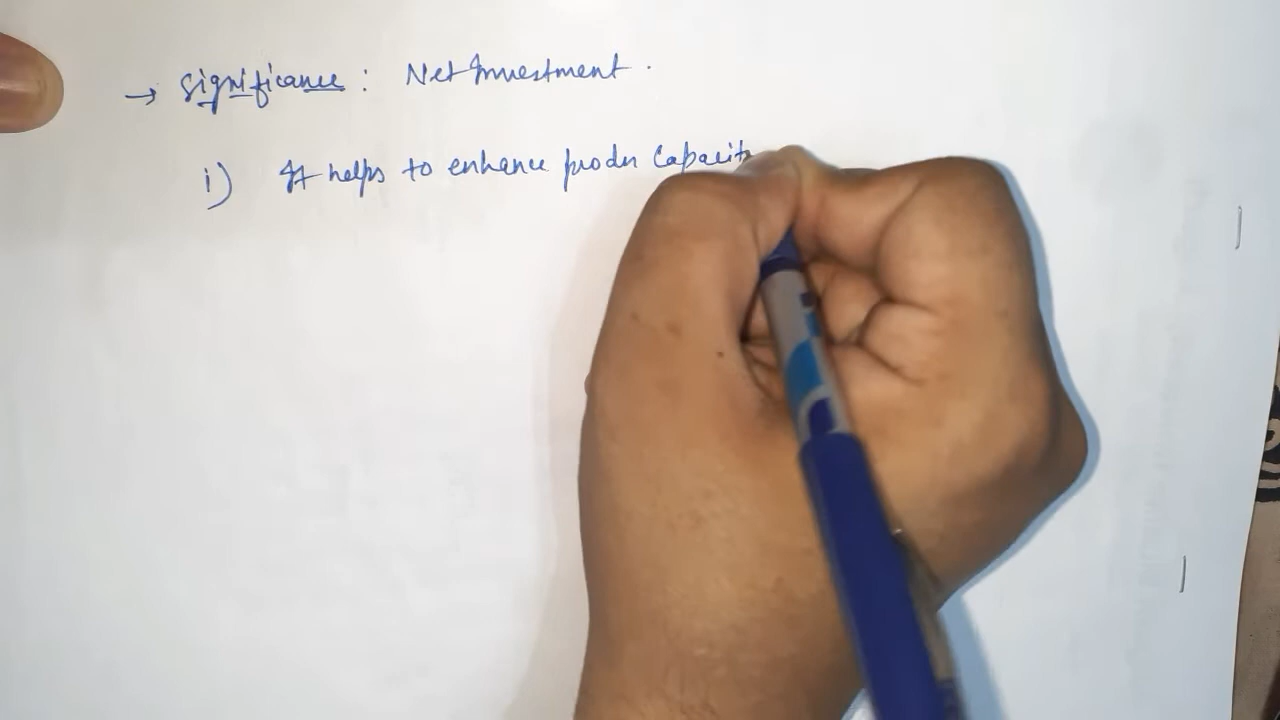 → Significance : Net Investment .
i) It helps to enhance prodn Capacit